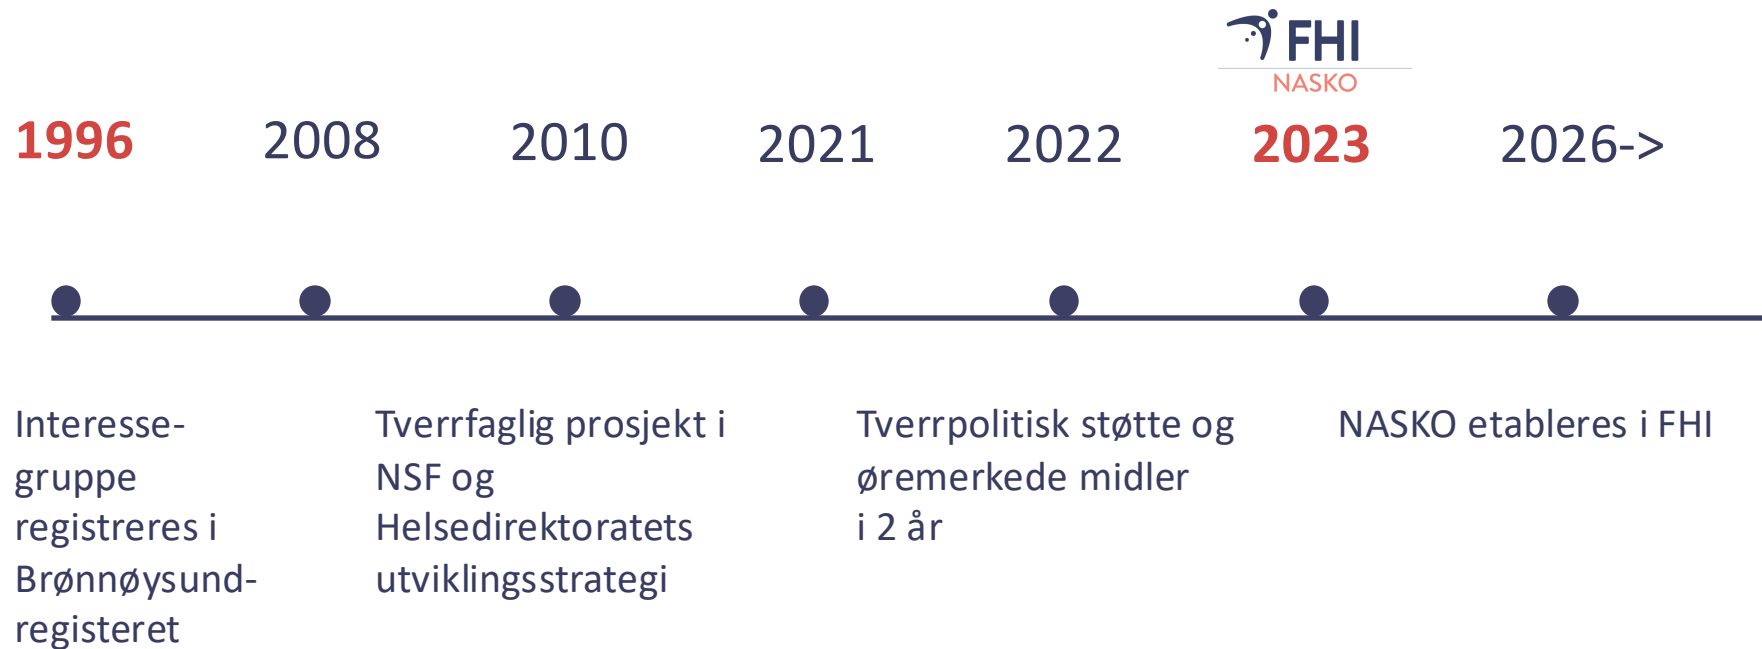 FHI
NASKO
1996
2008
2010
2021
2022
2023
2026->
Interesse-
gruppe
registreres i
Brønnøysund-
registeret
Tverrfaglig prosjekt i
NSF og
Helsedirektoratets
utviklingsstrategi
Tverrpolitisk støtte og
øremerkede midler
i 2 år
NASKO etableres i FHI